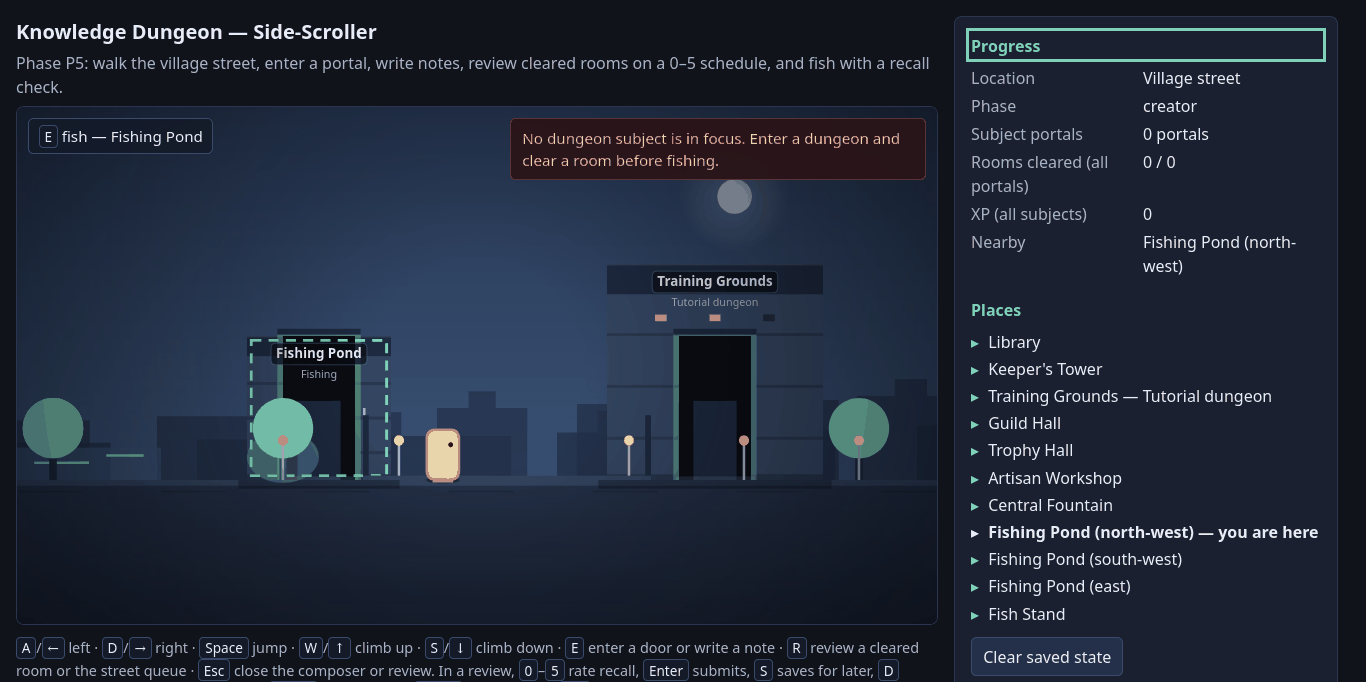 Knowledge Dungeon — Side-Scroller
Phase P5: walk the village street, enter a portal, write notes, review cleared rooms on a 0–5 schedule, and fish with a recall
check.
E fish — Fishing Pond
No dungeon subject is in focus. Enter a dungeon and
clear a room before fishing.
Training Grounds
Tutorial dungeon
Fishing Pond
Fishing
A/← left · D/→ right · Space jump · W/↑ climb up · S/↓ climb down · E enter a door or write a note · R review a cleared
room or the street queue · Esc close the composer or review. In a review, 0–5 rate recall, Enter submits, S saves for later, D
Progress
Location Village street
Phase creator
Subject portals 0 portals
Rooms cleared (all 0 / 0
portals)
XP (all subjects) 0
Nearby Fishing Pond (north-
west)
Places
▸ Library
▸ Keeper's Tower
▸ Training Grounds — Tutorial dungeon
▸ Guild Hall
▸ Trophy Hall
▸ Artisan Workshop
▸ Central Fountain
▸ Fishing Pond (north-west) — you are here
▸ Fishing Pond (south-west)
▸ Fishing Pond (east)
▸ Fish Stand
Clear saved state